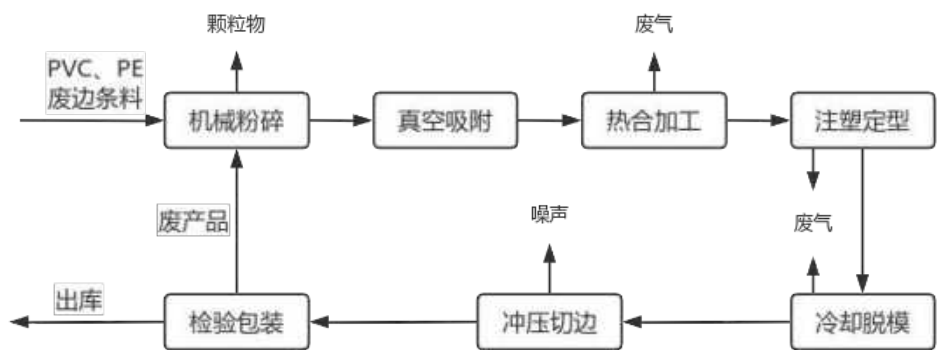 颗粒物
废气
PVC、PE
废边条料
机械粉碎
真空吸附
热合加工
注塑定型
废产品
噪声
废气
出库
检验包装
冲压切边
冷却脱模